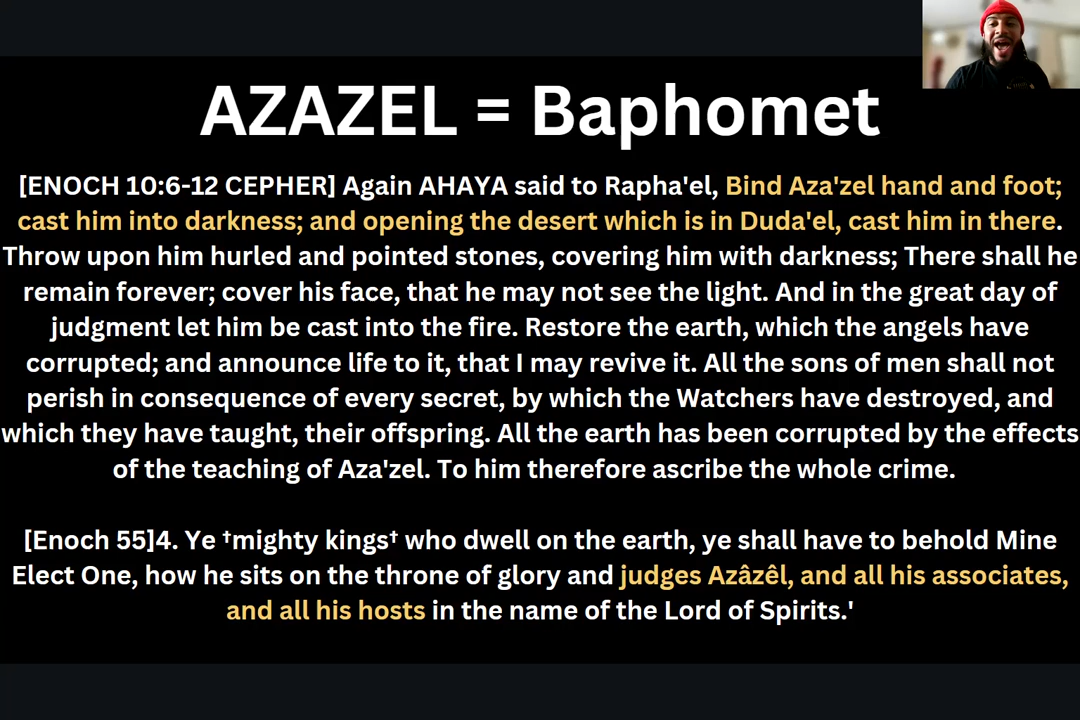 AZAZEL = Baphomet
[ENOCH 10:6-12 CEPHER] Again AHAYA said to Rapha'el, Bind Aza'zel hand and foot;
cast him into darkness; and opening the desert which is in Duda'el, cast him in there.
Throw upon him hurled and pointed stones, covering him with darkness; There shall he
remain forever; cover his face, that he may not see the light. And in the great day of
judgment let him be cast into the fire. Restore the earth, which the angels have
corrupted; and announce life to it, that I may revive it. All the sons of men shall not
perish in consequence of every secret, by which the Watchers have destroyed, and
which they have taught, their offspring. All the earth has been corrupted by the effects
of the teaching of Aza'zel. To him therefore ascribe the whole crime.
[Enoch 55]4. Ye †mighty kings† who dwell on the earth, ye shall have to behold Mine
Elect One, how he sits on the throne of glory and judges Azâzêl, and all his associates,
and all his hosts in the name of the Lord of Spirits.'